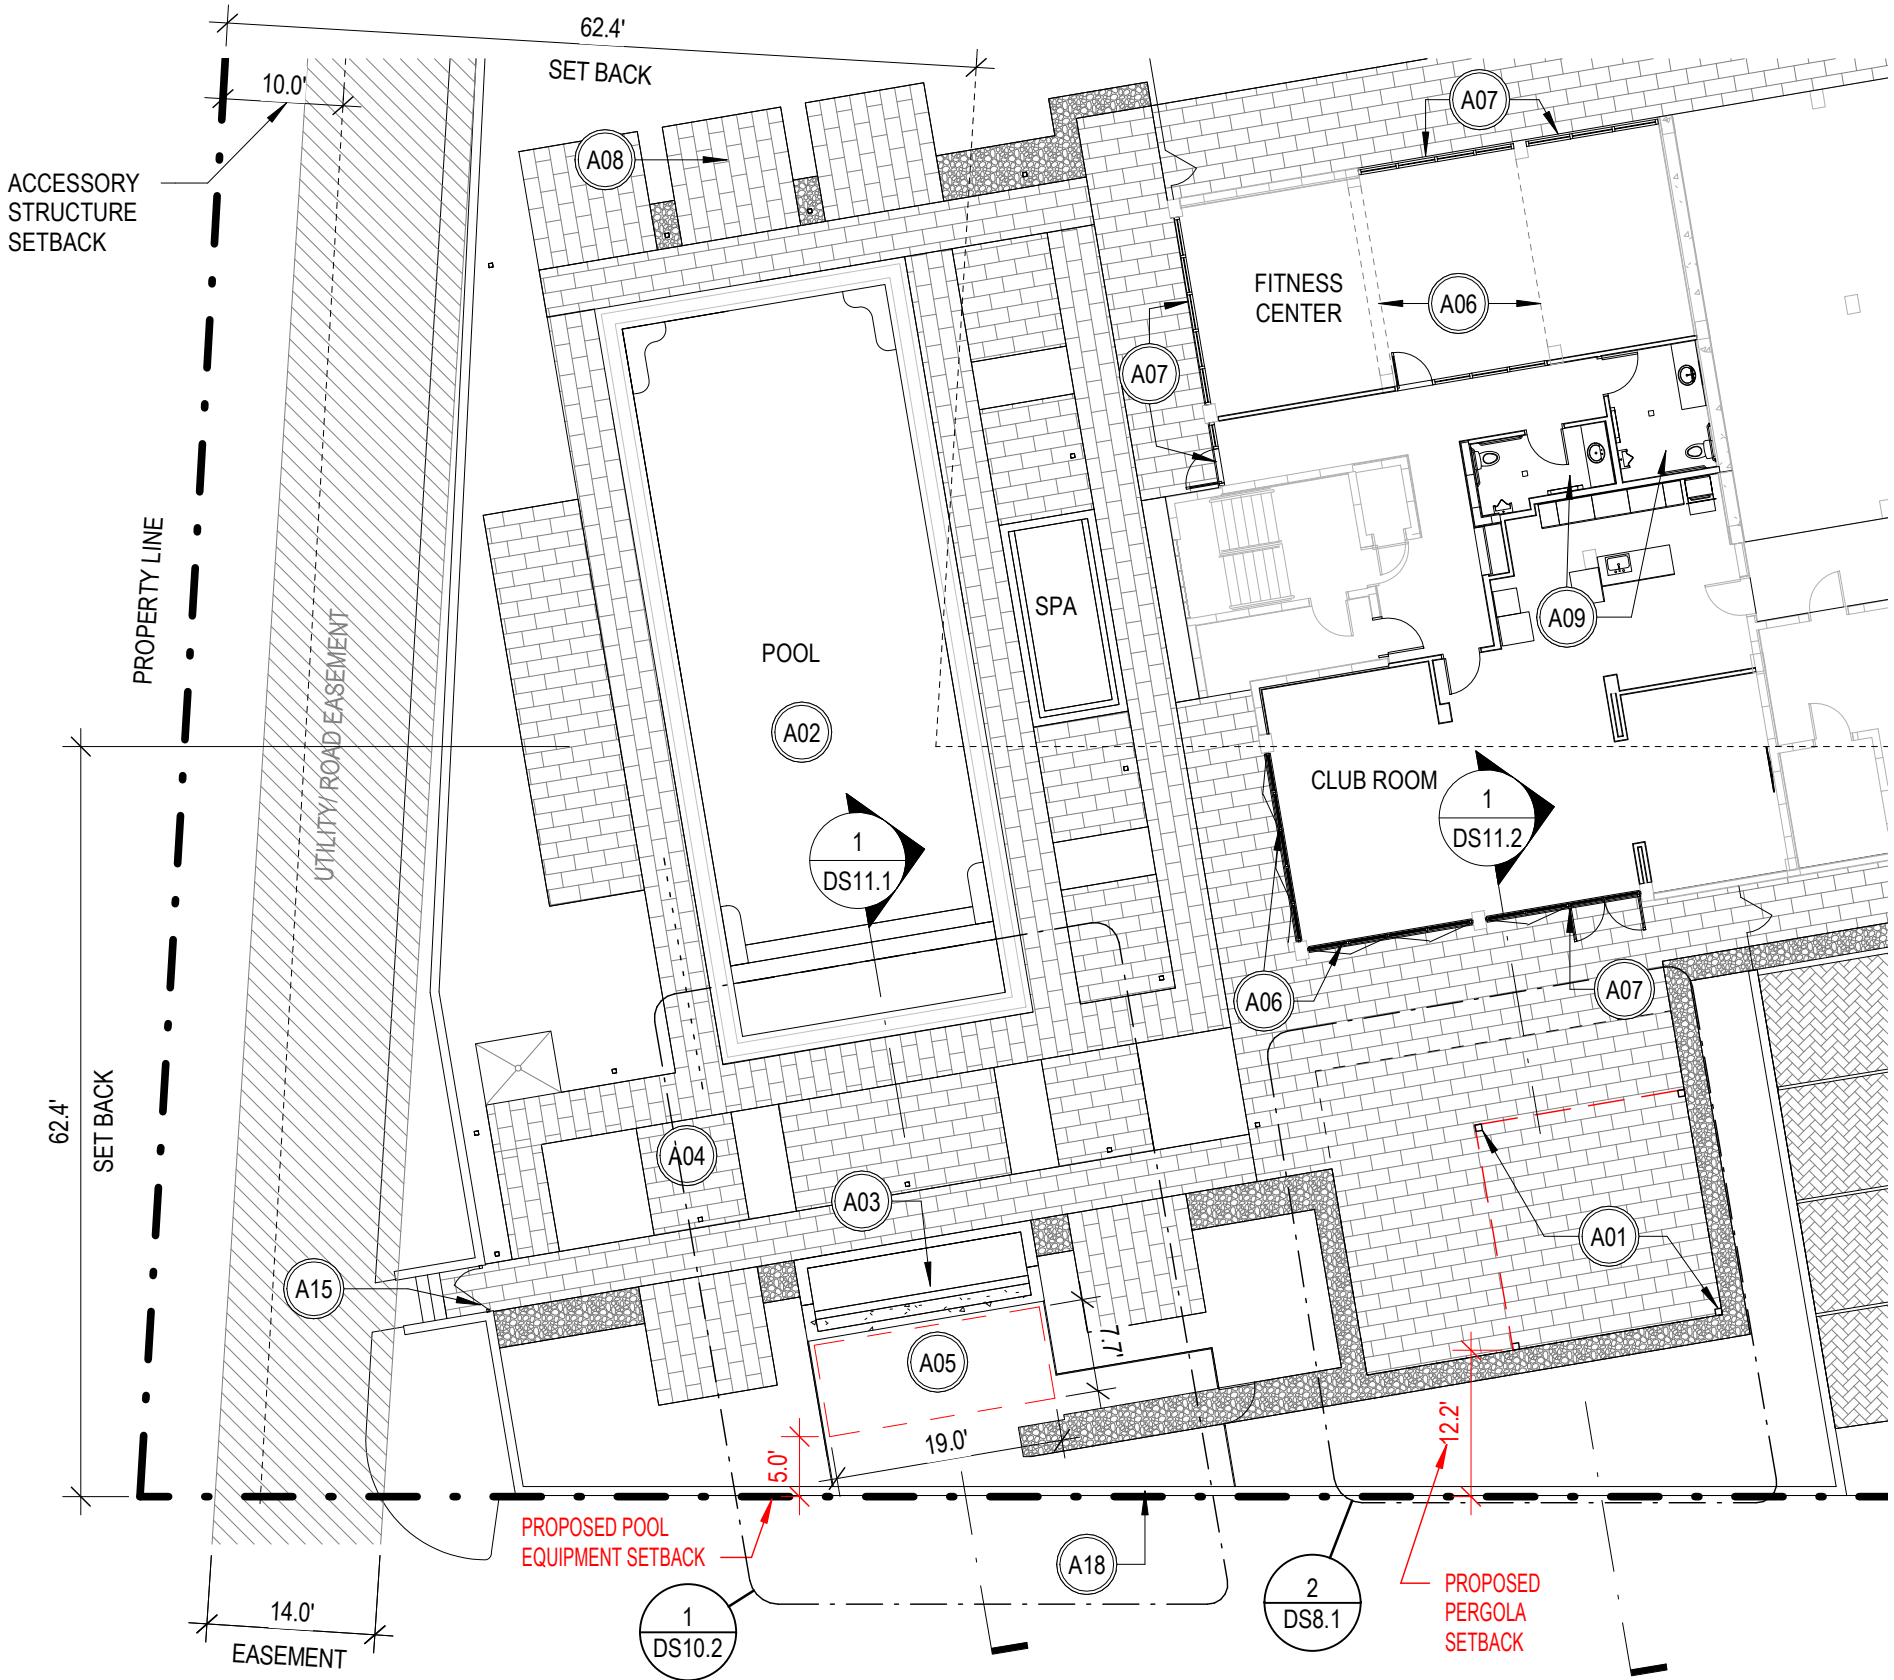 62.4'
SET BACK
10.0'
ACCESSORY
STRUCTURE
SETBACK
A08
A07
FITNESS
CENTER
A06
A07
PROPERTY LINE
UTILITY/ ROAD EASEMENT
SPA
A09
POOL
A02
CLUB ROOM
1
DS11.2
1
DS11.1
A06
A07
62.4'
SET BACK
A04
A03
A01
A15
A05
7.7'
19.0'
5.0'
12.2'
PROPOSED POOL
EQUIPMENT SETBACK
A18
PROPOSED
PERGOLA
SETBACK
14.0'
EASEMENT
1
DS10.2
2
DS8.1